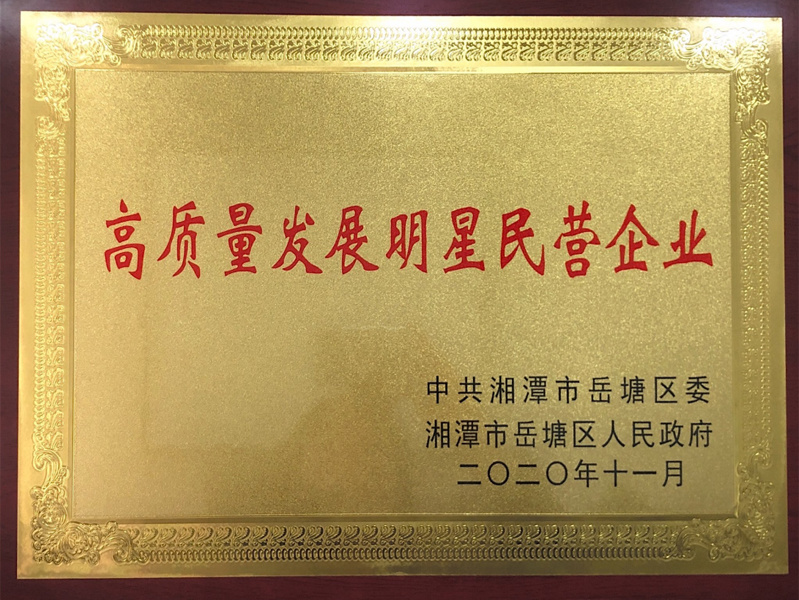 高质量发展明星民营企业
中共湘潭市岳塘区委
湘潭市岳塘区人民政府
二〇二〇年十一月